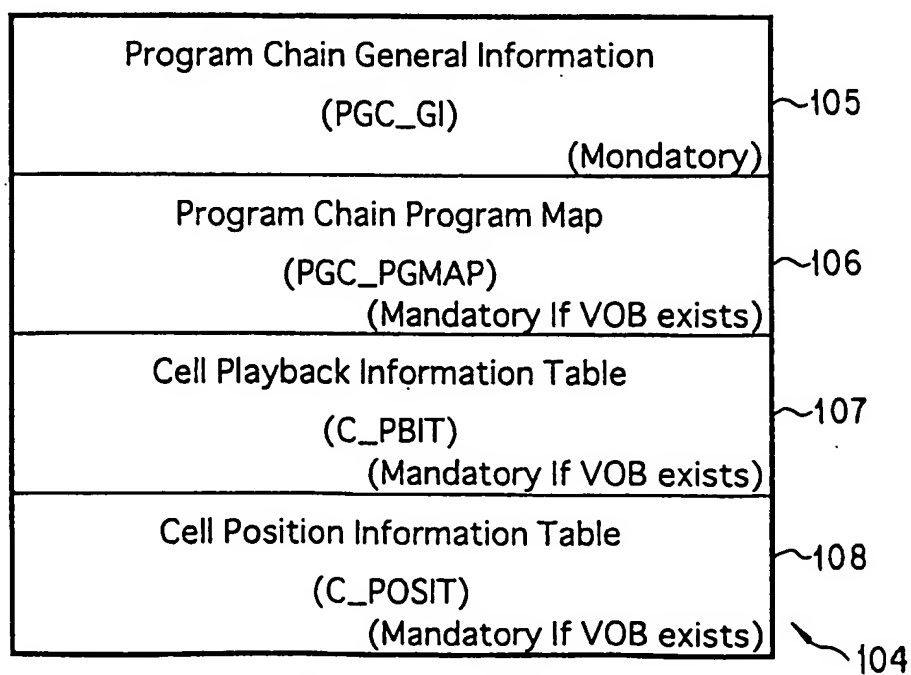 Program Chain General Information
(PGC_GI)
(Mondatory)
105
Program Chain Program Map
(PGC_PGMAP)
(Mandatory If VOB exists)
106
Cell Playback Information Table
(C_PBIT)
(Mandatory If VOB exists)
107
Cell Position Information Table
(C_POSIT)
(Mandatory If VOB exists)
108
104